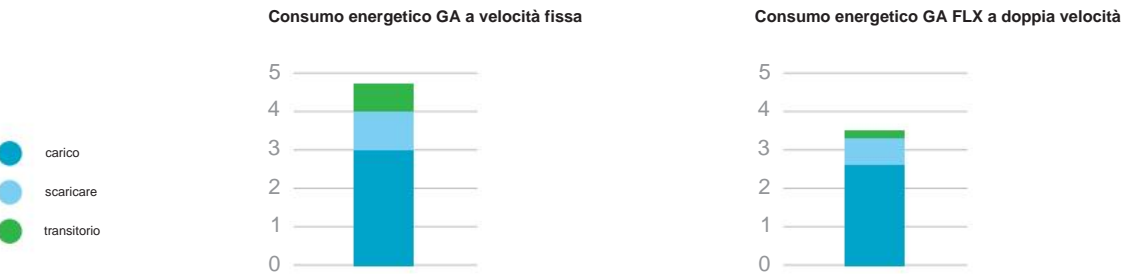 Consumo energetico GA a velocità fissa
Consumo energetico GA FLX a doppia velocità
5
4
3
2
1
0
5
4
3
2
1
0
carico
scaricare
transitorio